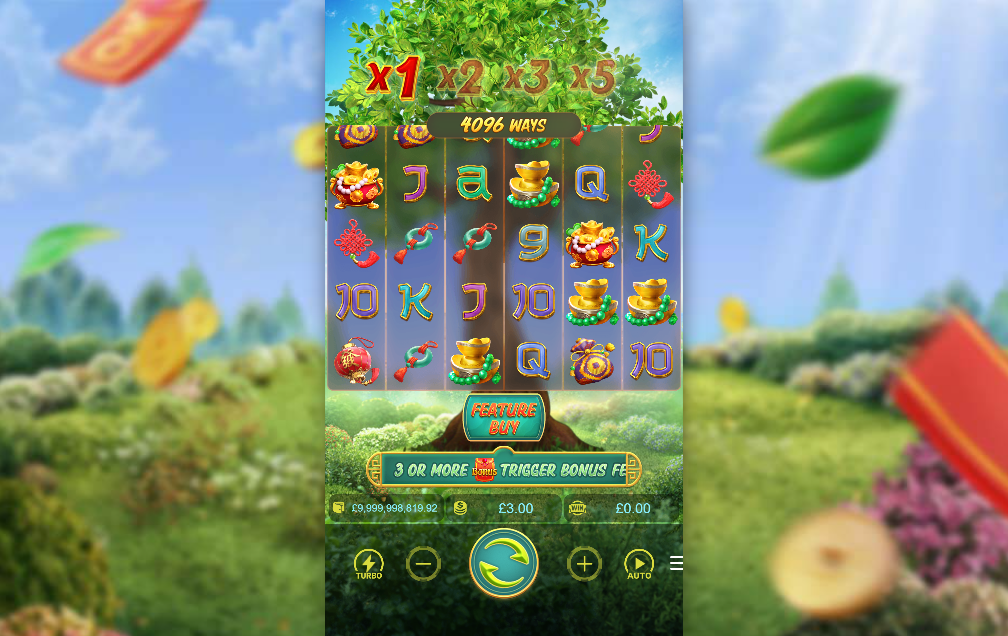 x1 x2 x3 x5
4096 WAYS
J a Q
9 K
10 K J 10
Q 10
FEATURE
BUY
3 OR MORE BONUS TRIGGER BONUS FE
£9,999,998,819.92 £3.00 WIN £0.00
TURBO AUTO